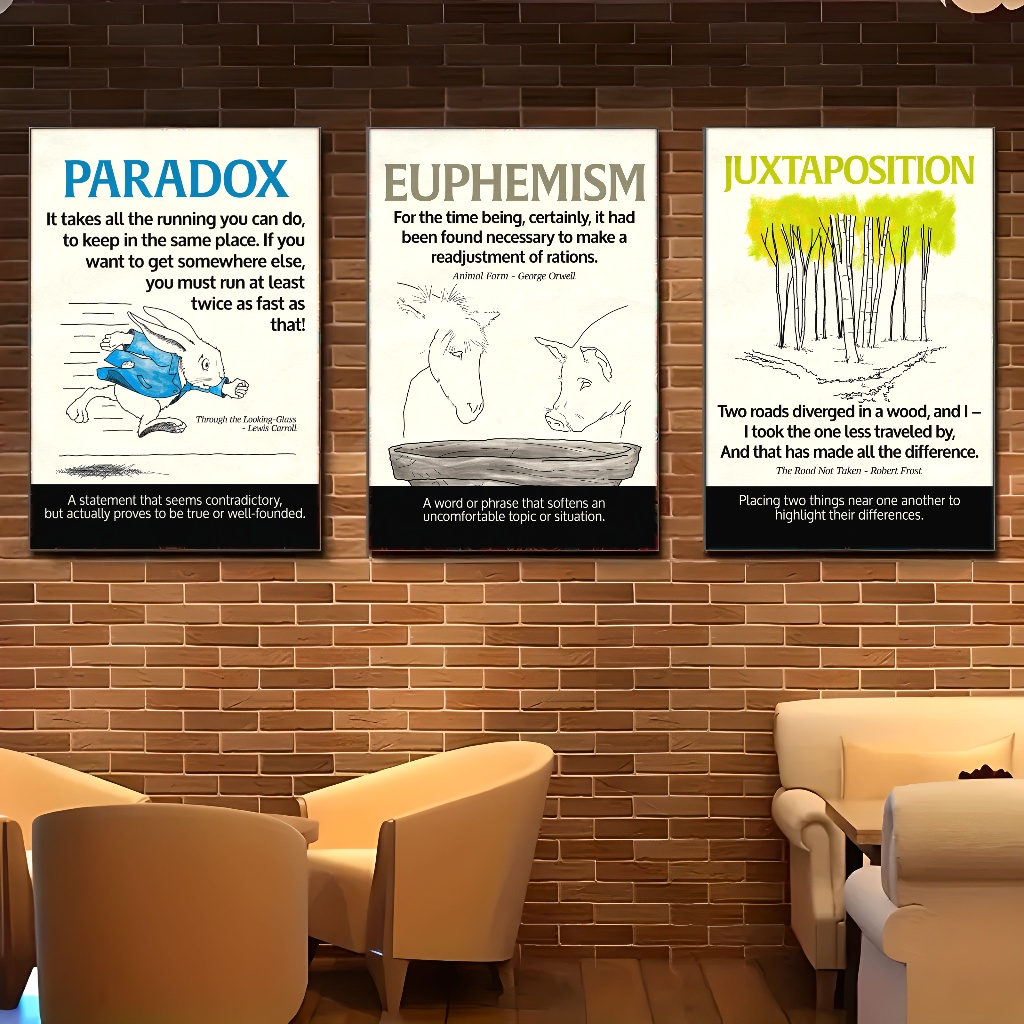 PARADOX
It takes all the running you can do,
to keep in the same place. If you
want to get somewhere else,
you must run at least
twice as fast as
that!
Through the Looking-Glass
- Lewis Carroll
A statement that seems contradictory,
but actually proves to be true or well-founded.
EUPHEMISM
For the time being, certainly, it had
been found necessary to make a
readjustment of rations.
Animal Farm - George Orwell
A word or phrase that softens an
uncomfortable topic or situation.
JUXTAPOSITION
Two roads diverged in a wood, and I –
I took the one less traveled by,
And that has made all the difference.
The Road Not Taken - Robert Frost
Placing two things near one another to
highlight their differences.